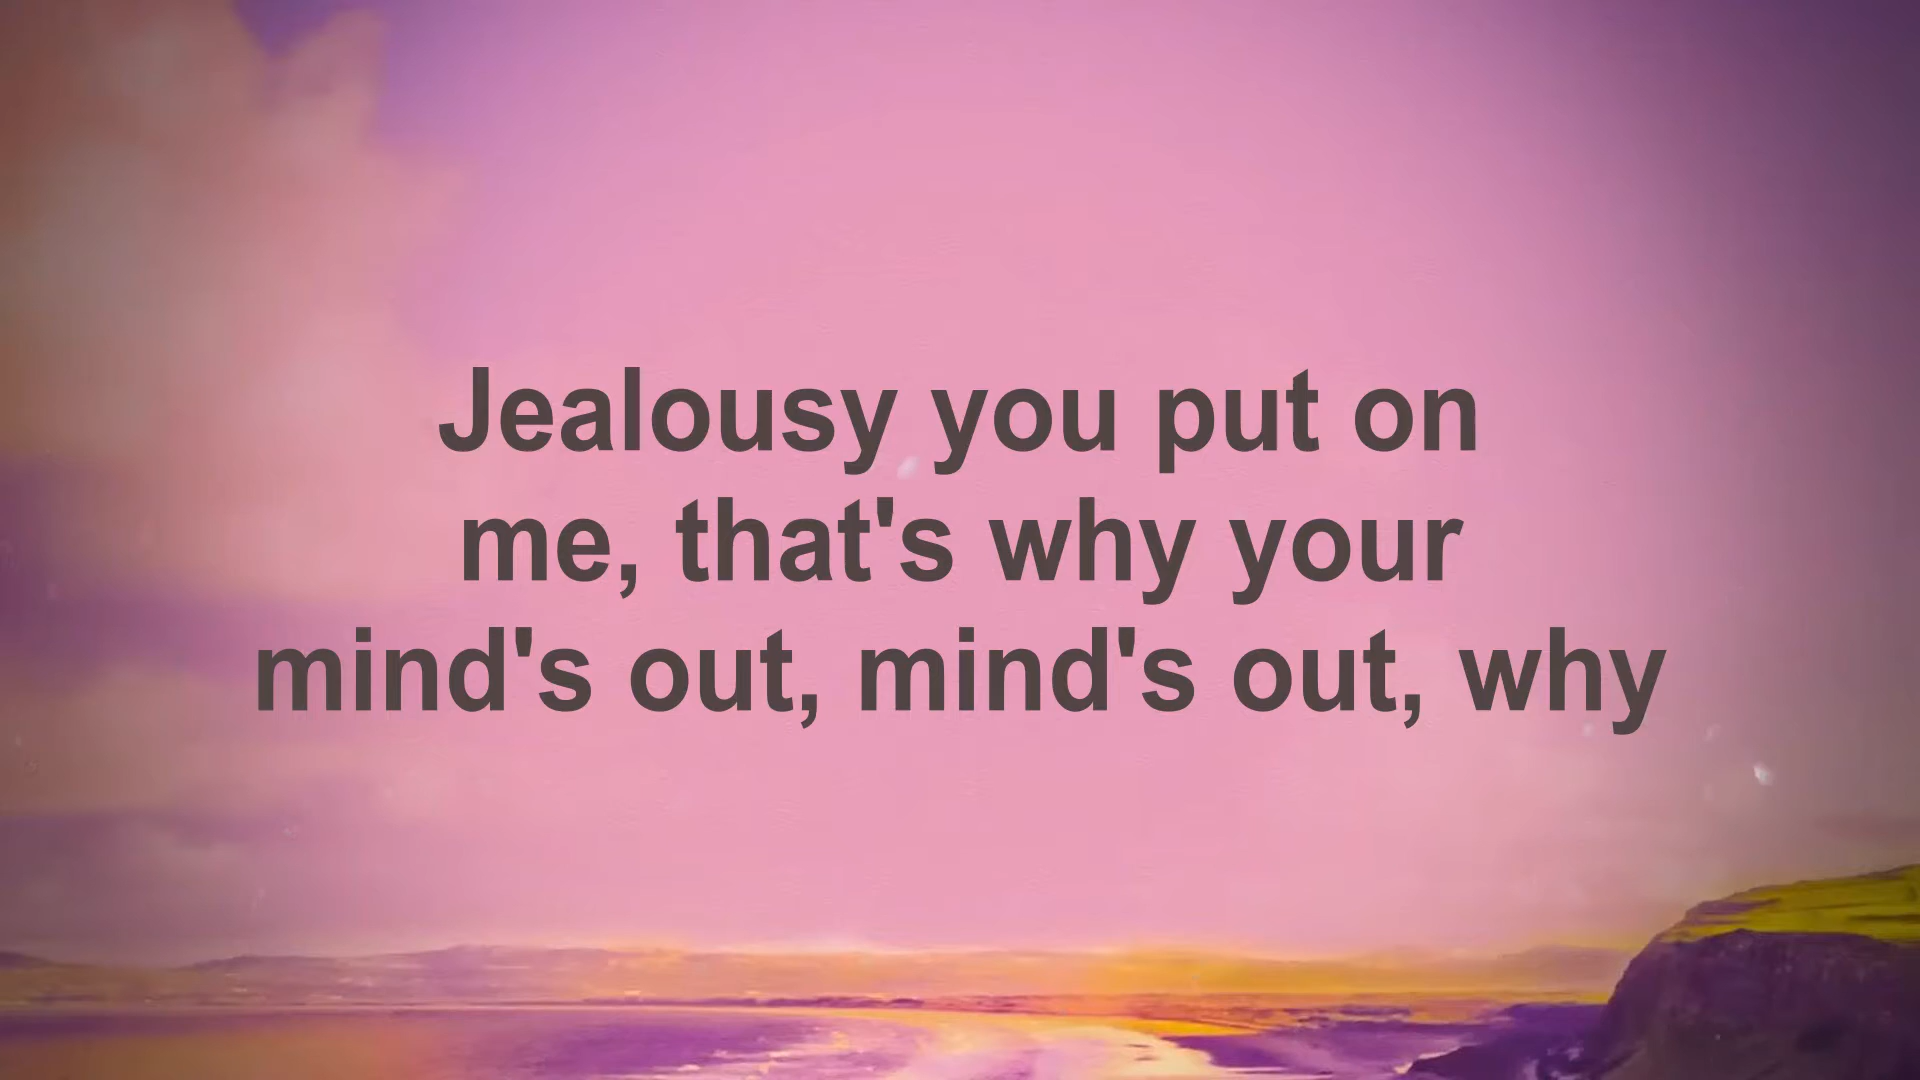 Jealousy you put on
me, that's why your
mind's out, mind's out, why